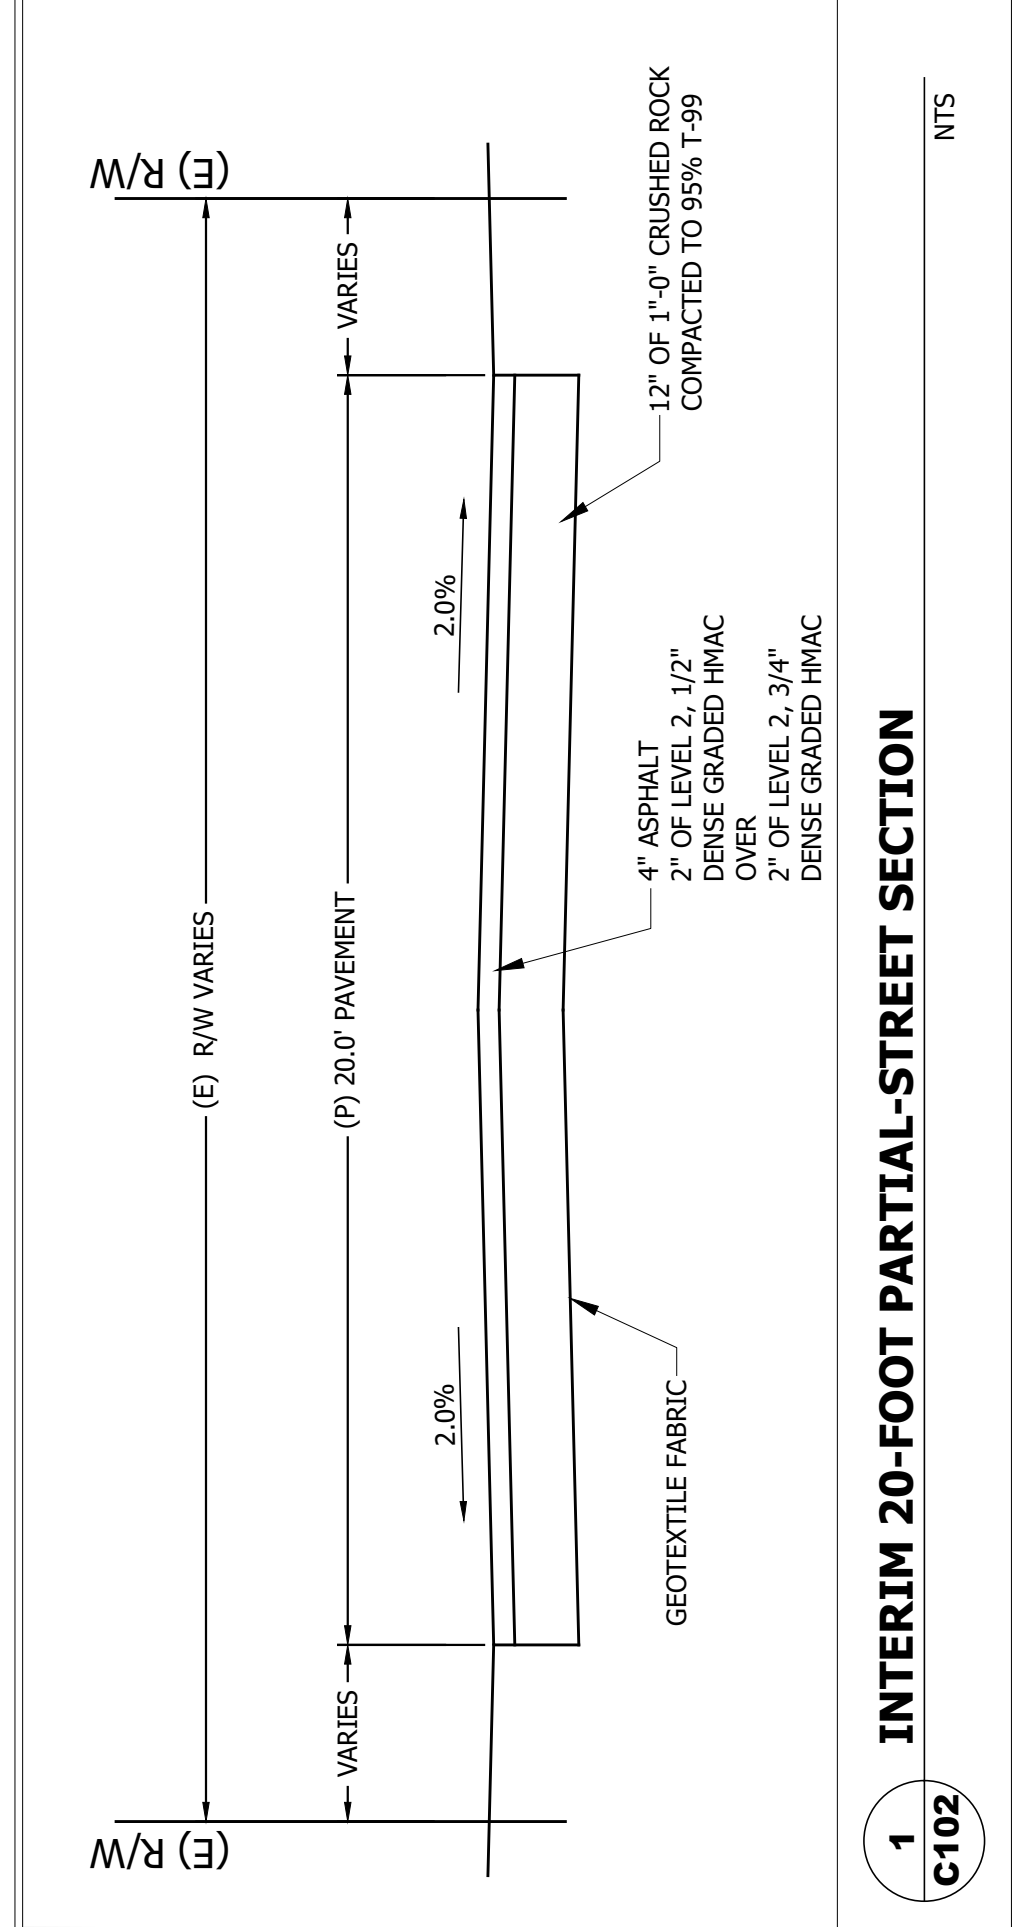 (E) R/W
(E) R/W
(E) R/W VARIES
VARIES
(P) 20.0' PAVEMENT
VARIES
2.0%
2.0%
GEOTEXTILE FABRIC
4" ASPHALT
2" OF LEVEL 2, 1/2"
DENSE GRADED HMAC
OVER
2" OF LEVEL 2, 3/4"
DENSE GRADED HMAC
12" OF 1"-0" CRUSHED ROCK
COMPACTED TO 95% T-99
1
C102
INTERIM 20-FOOT PARTIAL-STREET SECTION
NTS